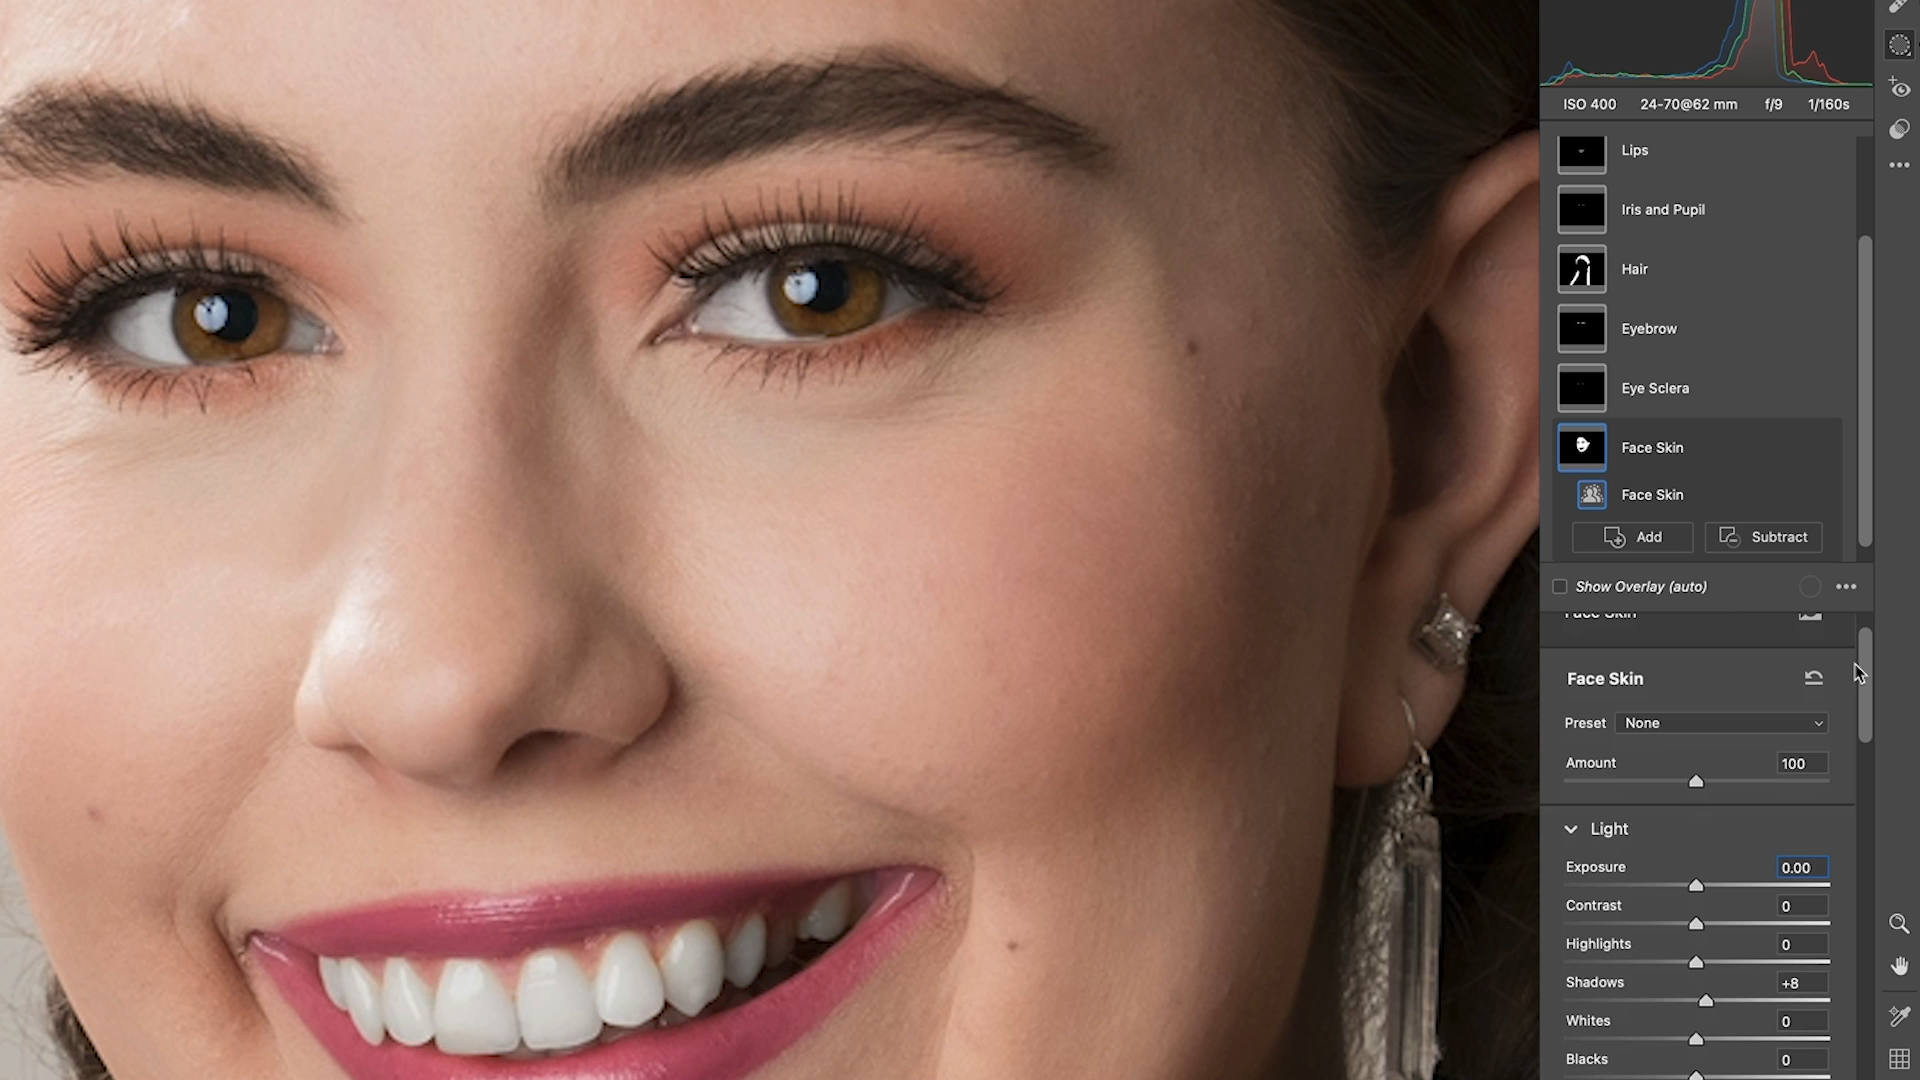 ISO 400 24-70@62 mm f/9 1/160s
Lips
Iris and Pupil
Hair
Eyebrow
Eye Sclera
Face Skin
Face Skin
Add Subtract
Show Overlay (auto)
Face Skin
Face Skin
Preset None
Amount 100
Light
Exposure 0.00
Contrast 0
Highlights 0
Shadows +8
Whites 0
Blacks 0